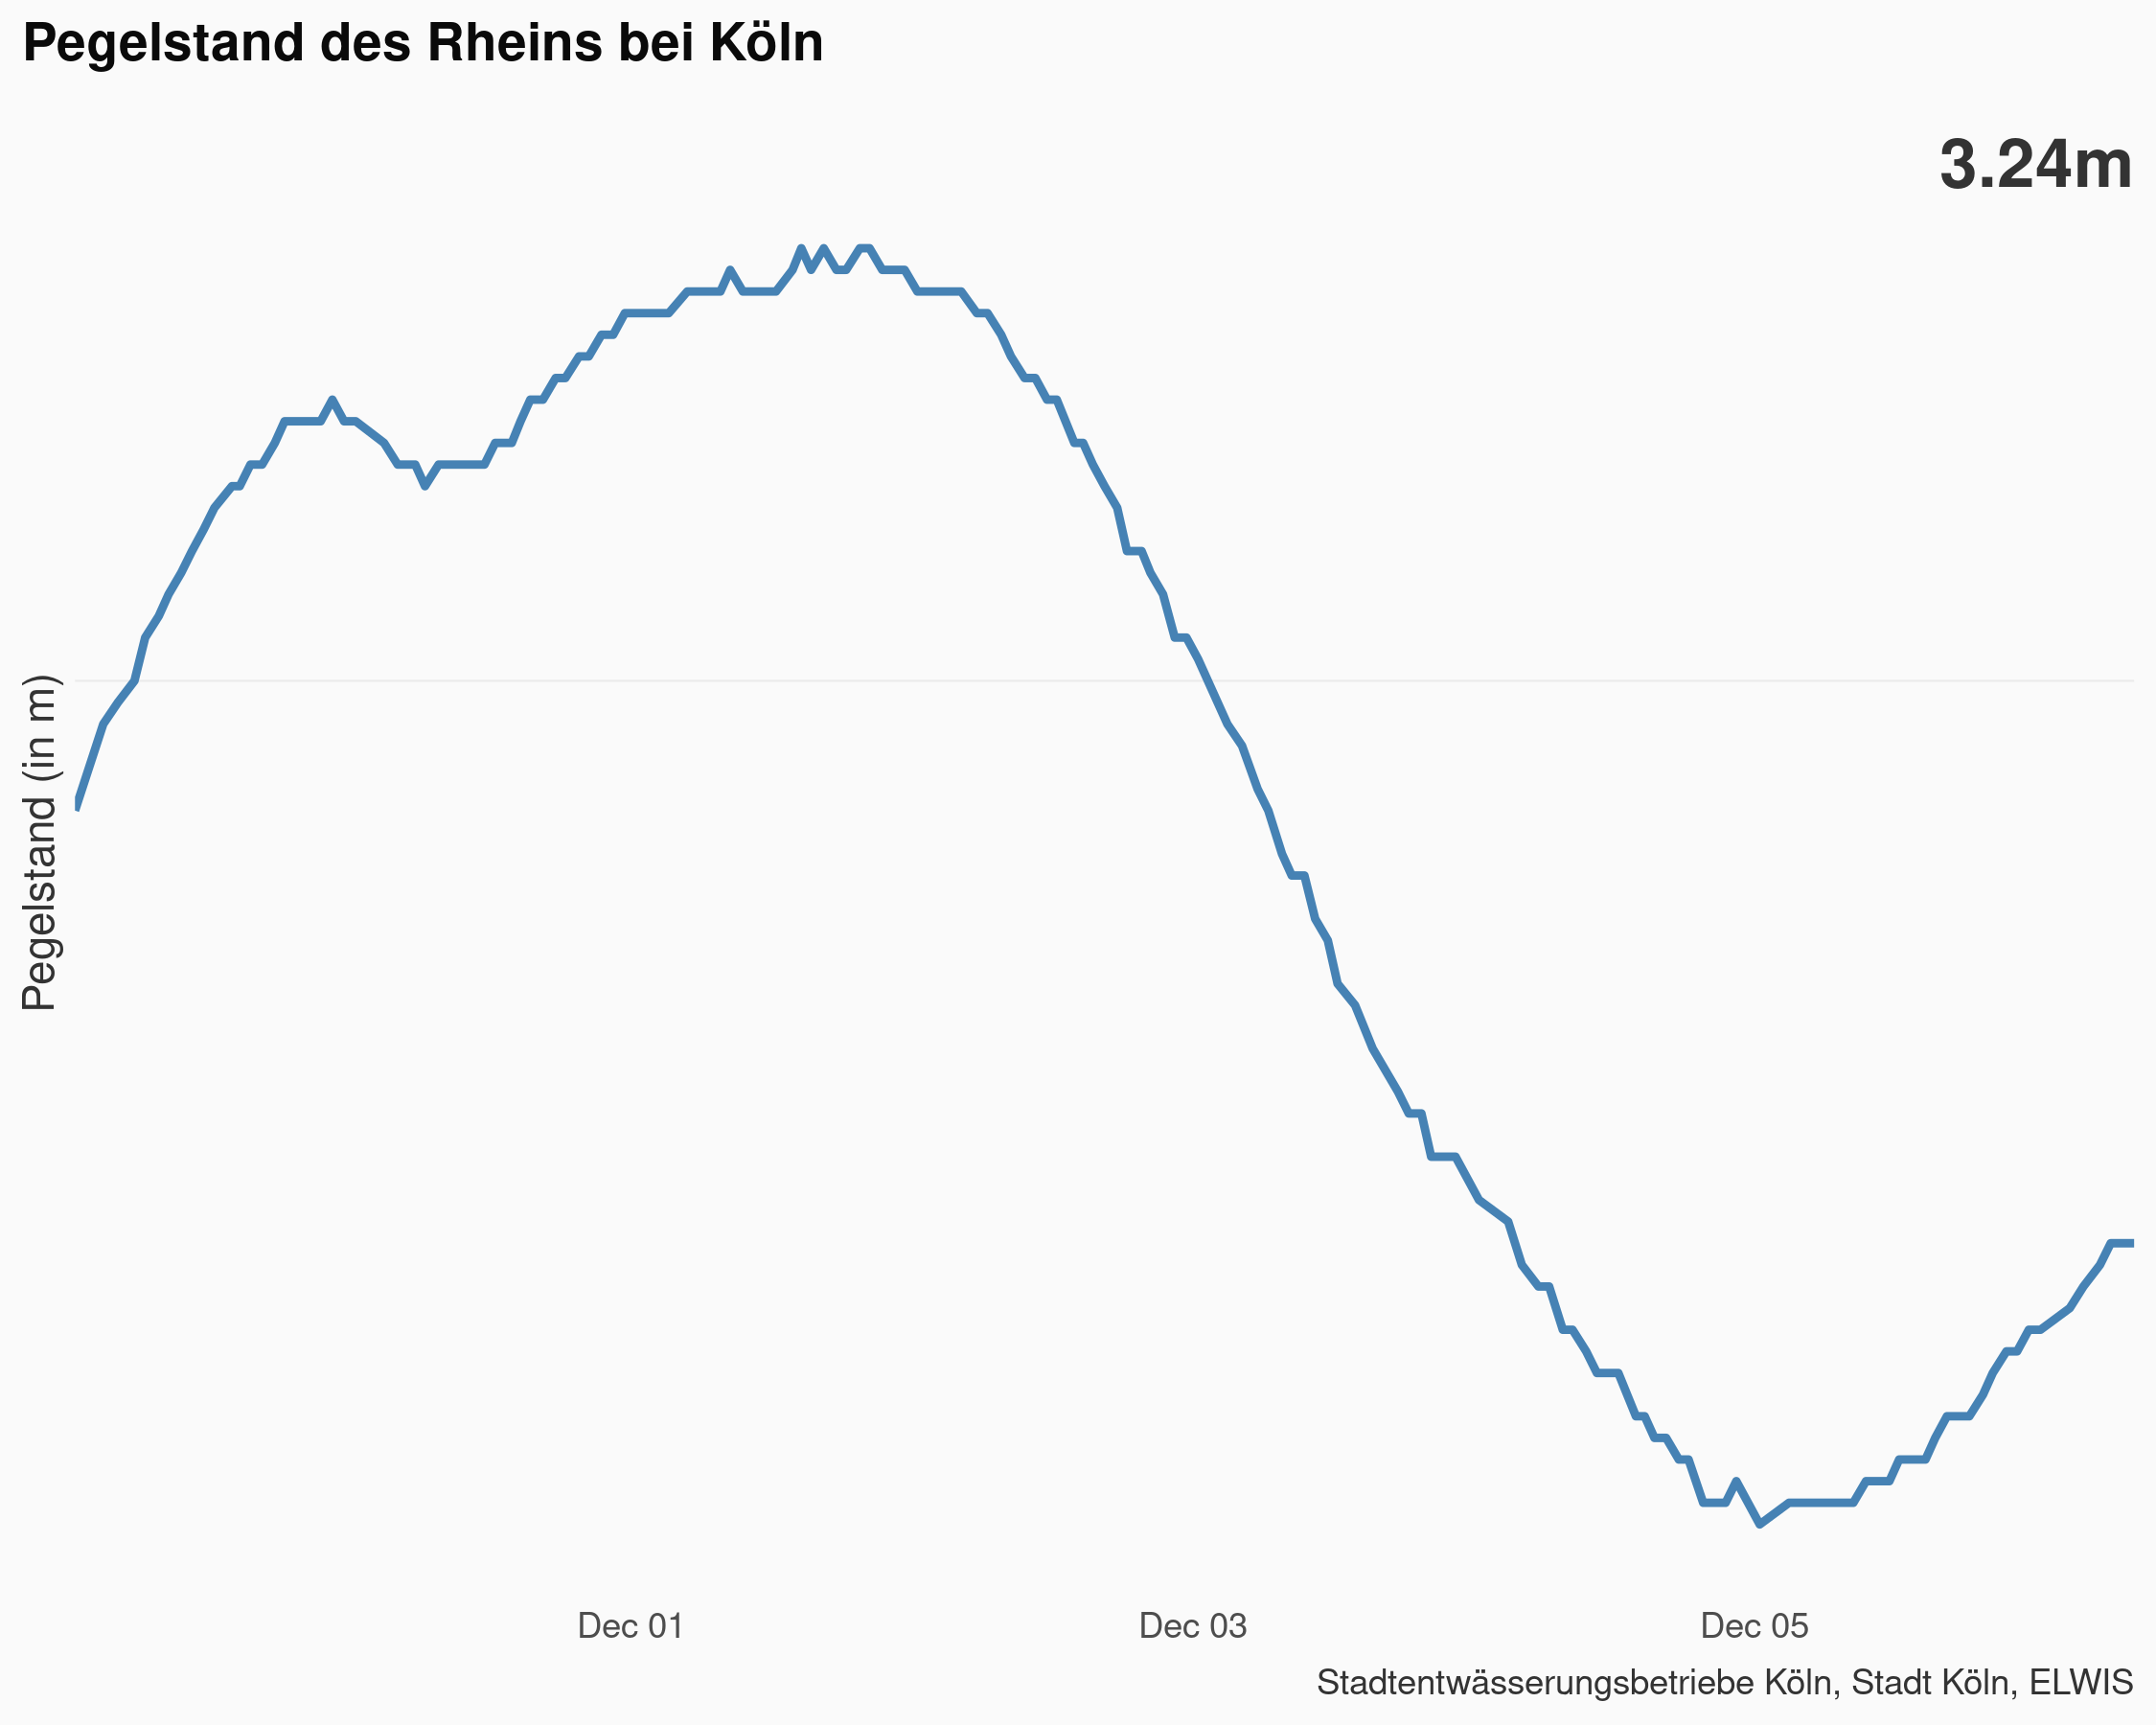 Pegelstand des Rheins bei Köln
3.24m
Pegelstand (in m)
Dec 01
Dec 03
Dec 05
Stadtentwässerungsbetriebe Köln, Stadt Köln, ELWIS